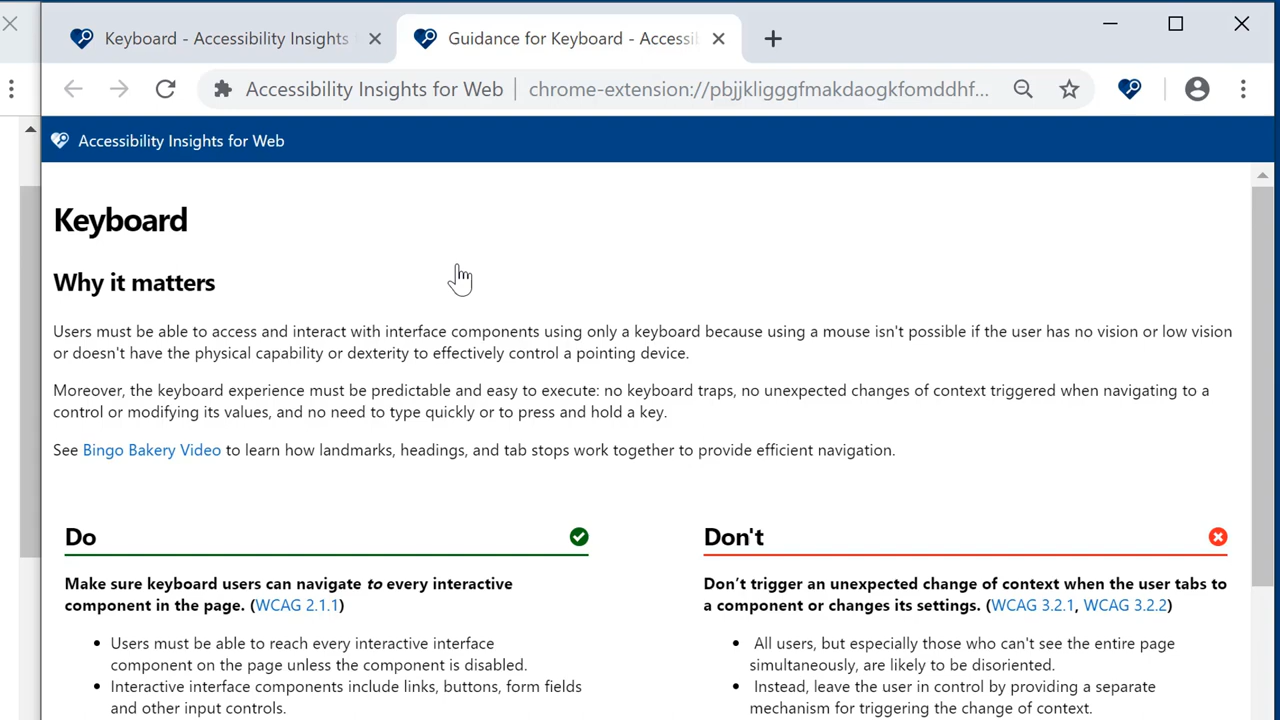 Keyboard - Accessibility Insights
Guidance for Keyboard - Accessi
Accessibility Insights for Web
chrome-extension://pbjjkligggfmakdaogkfomddhf...
Accessibility Insights for Web
Keyboard
Why it matters
Users must be able to access and interact with interface components using only a keyboard because using a mouse isn't possible if the user has no vision or low vision
or doesn't have the physical capability or dexterity to effectively control a pointing device.
Moreover, the keyboard experience must be predictable and easy to execute: no keyboard traps, no unexpected changes of context triggered when navigating to a
control or modifying its values, and no need to type quickly or to press and hold a key.
See Bingo Bakery Video to learn how landmarks, headings, and tab stops work together to provide efficient navigation.
Do
Make sure keyboard users can navigate to every interactive
component in the page. (WCAG 2.1.1)
• Users must be able to reach every interactive interface
component on the page unless the component is disabled.
• Interactive interface components include links, buttons, form fields
and other input controls.
Don't
Don’t trigger an unexpected change of context when the user tabs to
a component or changes its settings. (WCAG 3.2.1, WCAG 3.2.2)
• All users, but especially those who can't see the entire page
simultaneously, are likely to be disoriented.
• Instead, leave the user in control by providing a separate
mechanism for triggering the change of context.